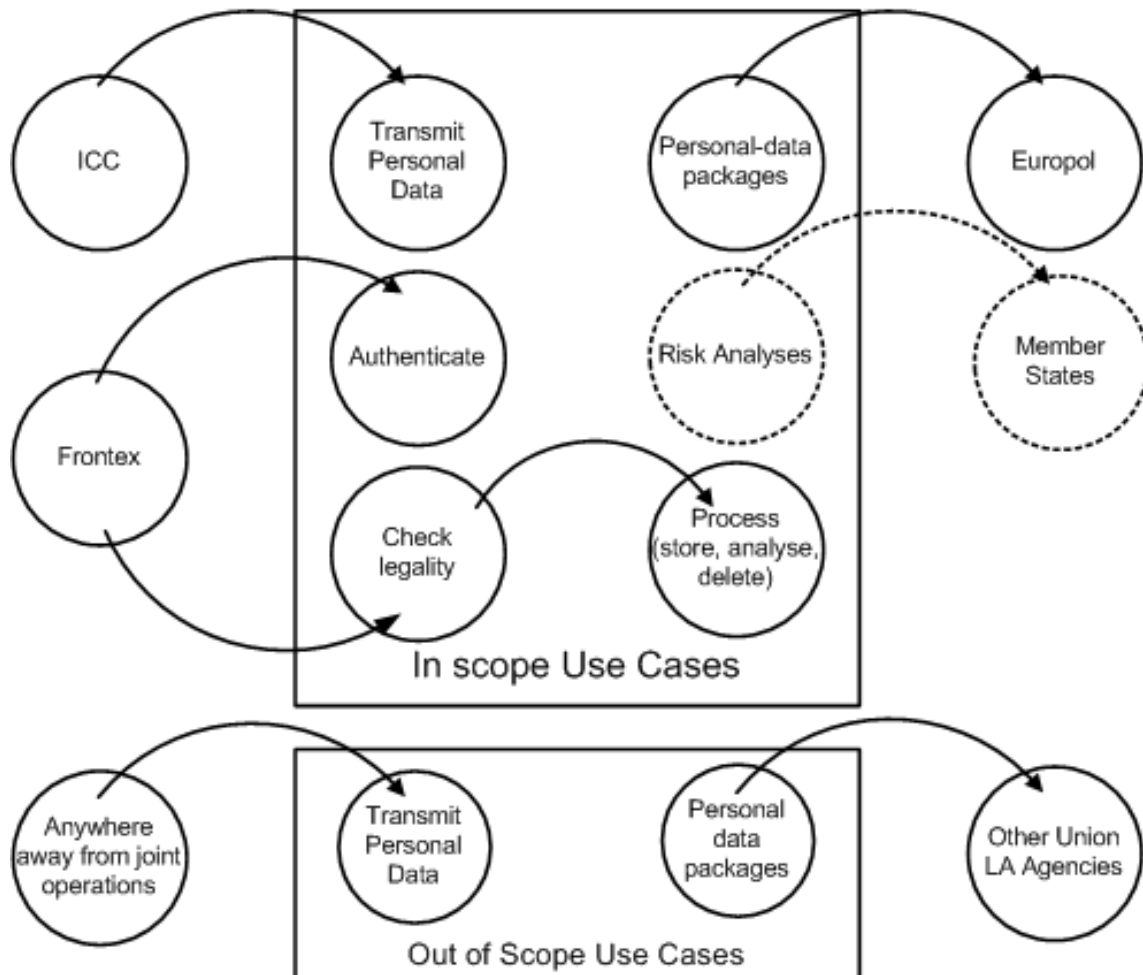 ICC
Transmit
Personal
Data
Personal-data
packages
Europol
Authenticate
Risk Analyses
Member
States
Frontex
Check
legality
Process
(store, analyse,
delete)
In scope Use Cases
Anywhere
away from joint
operations
Transmit
Personal
Data
Personal
data
packages
Other Union
LA Agencies
Out of Scope Use Cases